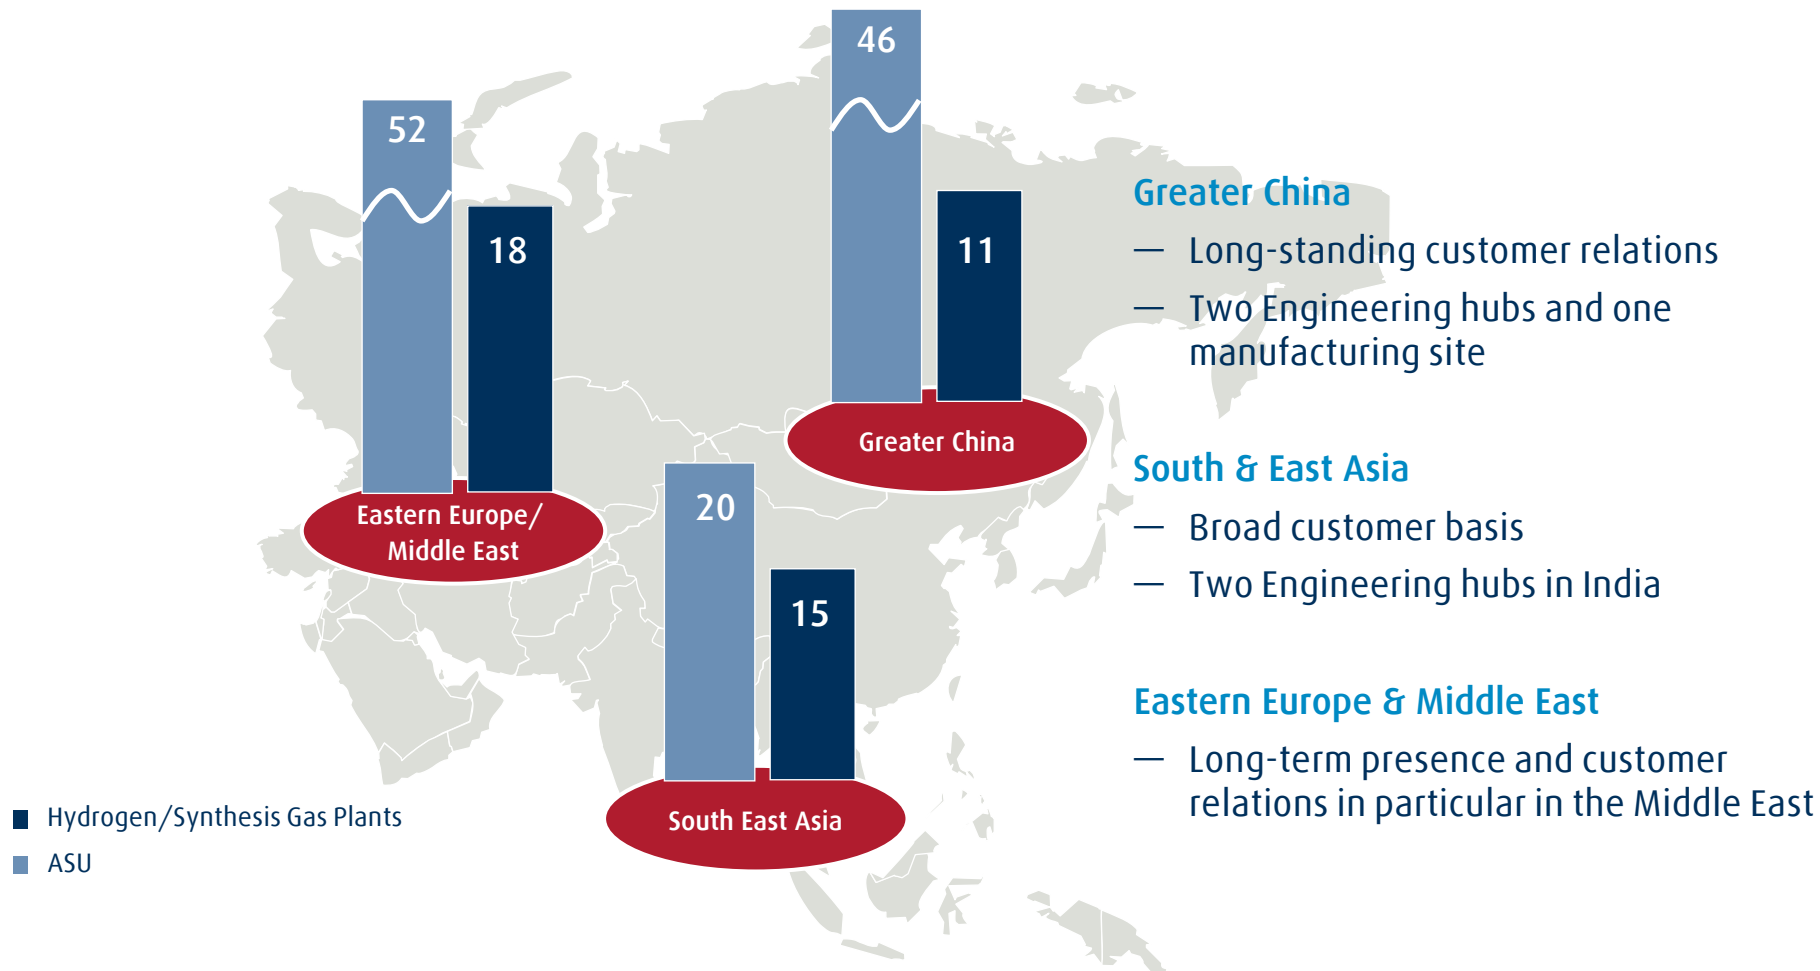 46
52
18
11
Greater China
Eastern Europe/
Middle East
20
15
South East Asia
Hydrogen/Synthesis Gas Plants
ASU
Greater China
— Long-standing customer relations
— Two Engineering hubs and one
manufacturing site
South & East Asia
— Broad customer basis
— Two Engineering hubs in India
Eastern Europe & Middle East
— Long-term presence and customer
relations in particular in the Middle East